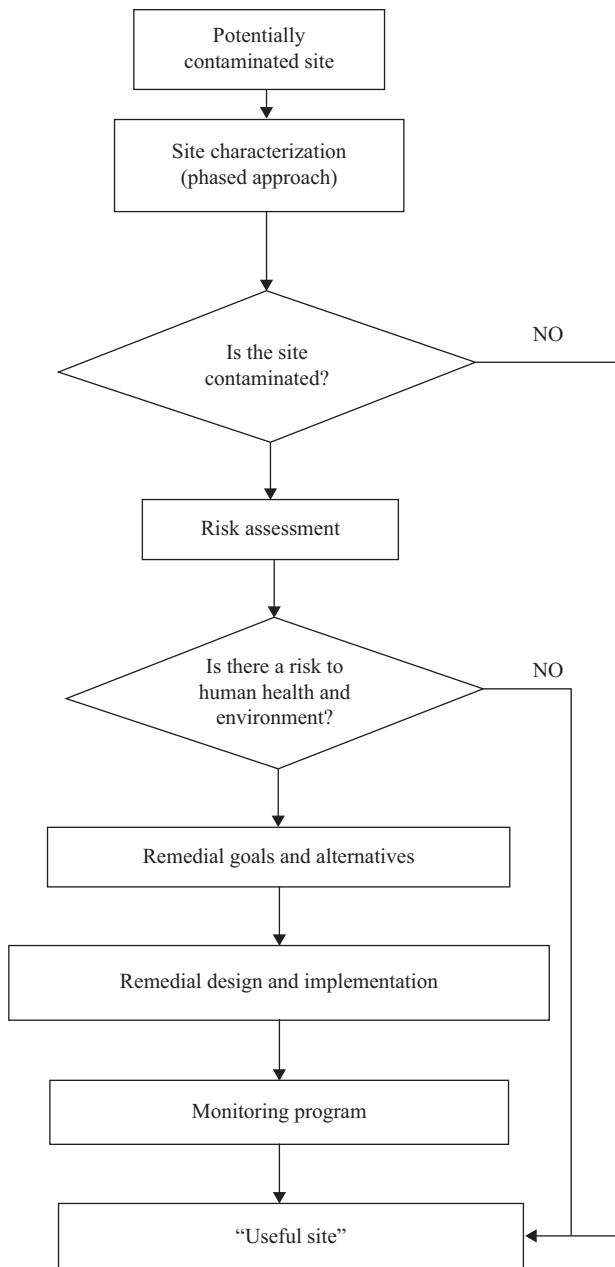 Potentially
contaminated site
Site characterization
(phased approach)
Is the site
contaminated?
NO
Risk assessment
Is there a risk to
human health and
environment?
NO
Remedial goals and alternatives
Remedial design and implementation
Monitoring program
“Useful site”